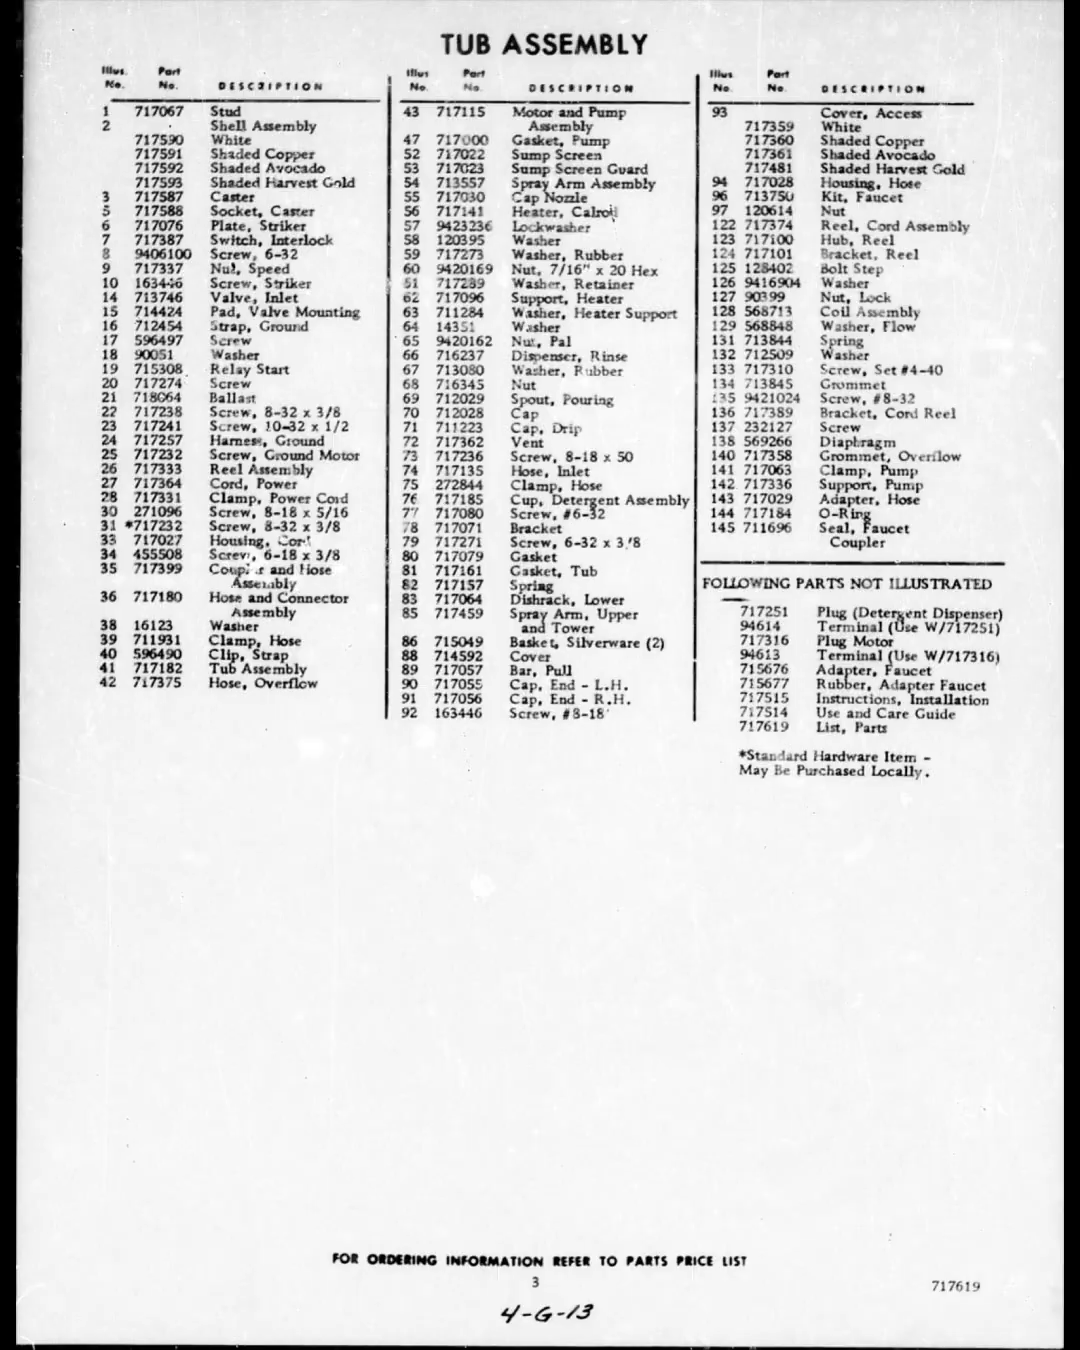 TUB ASSEMBLY
Illus. Part
No. No. DESCRIPTION
1 717067 Stud
2 Shell Assembly
717590 White
717591 Shaded Copper
717592 Shaded Avocado
717593 Shaded Harvest Gold
3 717587 Caster
5 717588 Socket, Caster
6 717076 Plate, Striker
7 717387 Switch, Interlock
8 9406100 Screw, 6-32
9 717337 Nut, Speed
10 163446 Screw, Striker
14 713746 Valve, Inlet
15 714424 Pad, Valve Mounting
16 712454 Strap, Ground
17 596497 Screw
18 90051 Washer
19 715308 Relay Start
20 717274 Screw
21 718064 Ballast
22 717238 Screw, 8-32 x 3/8
23 717241 Screw, 10-32 x 1/2
24 717257 Harness, Ground
25 717232 Screw, Ground Motor
26 717333 Reel Assembly
27 717364 Cord, Power
28 717331 Clamp, Power Cord
30 271096 Screw, 8-18 x 5/16
31 *717232 Screw, 8-32 x 3/8
33 717027 Housing, Cord
34 455508 Screw, 6-18 x 3/8
35 717399 Coupler and Hose
Assembly
36 717180 Hose and Connector
Assembly
38 16123 Washer
39 711931 Clamp, Hose
40 596490 Clip, Strap
41 717182 Tub Assembly
42 717375 Hose, Overflow
Illus Part
No. No. DESCRIPTION
43 717115 Motor and Pump
Assembly
47 717000 Gasket, Pump
52 717022 Sump Screen
53 717023 Sump Screen Guard
54 713557 Spray Arm Assembly
55 717030 Cap Nozzle
56 717141 Heater, Calrod
57 9423236 Lockwasher
58 120395 Washer
59 717273 Washer, Rubber
60 9420169 Nut, 7/16" x 20 Hex
61 717289 Washer, Retainer
62 717096 Support, Heater
63 711284 Washer, Heater Support
64 14351 Washer
65 9420162 Nut, Pal
66 716237 Dispenser, Rinse
67 713080 Washer, Rubber
68 716345 Nut
69 712029 Spout, Pouring
70 712028 Cap
71 711223 Cap, Drip
72 717362 Vent
73 717236 Screw, 8-18 x 50
74 717135 Hose, Inlet
75 272844 Clamp, Hose
76 717185 Cup, Detergent Assembly
77 717080 Screw, #6-32
78 717071 Bracket
79 717271 Screw, 6-32 x 3/8
80 717079 Gasket
81 717161 Gasket, Tub
82 717157 Spring
83 717064 Dishrack, Lower
85 717459 Spray Arm, Upper
and Tower
86 715049 Basket, Silverware (2)
88 714592 Cover
89 717057 Bar, Pull
90 717055 Cap, End - L.H.
91 717056 Cap, End - R.H.
92 163446 Screw, #8-18
Illus Part
No. No. DESCRIPTION
93 Cover, Access
717359 White
717360 Shaded Copper
717361 Shaded Avocado
717481 Shaded Harvest Gold
94 717028 Housing, Hose
96 713750 Kit, Faucet
97 120614 Nut
122 717374 Reel, Cord Assembly
123 717100 Hub, Reel
124 717101 Bracket, Reel
125 128402 Bolt Step
126 9416904 Washer
127 90399 Nut, Lock
128 568713 Coil Assembly
129 568848 Washer, Flow
131 713844 Spring
132 712509 Washer
133 717310 Screw, Set #4-40
134 713845 Grommet
135 9421024 Screw, #8-32
136 717389 Bracket, Cord Reel
137 232127 Screw
138 569266 Diaphragm
140 717358 Grommet, Overflow
141 717063 Clamp, Pump
142 717336 Support, Pump
143 717029 Adapter, Hose
144 717184 O-Ring
145 711696 Seal, Faucet
Coupler
FOLLOWING PARTS NOT ILLUSTRATED
717251 Plug (Detergent Dispenser)
94614 Terminal (Use W/717251)
717316 Plug Motor
94613 Terminal (Use W/717316)
715676 Adapter, Faucet
715677 Rubber, Adapter Faucet
717515 Instructions, Installation
717514 Use and Care Guide
717619 List, Parts
*Standard Hardware Item -
May Be Purchased Locally.
FOR ORDERING INFORMATION REFER TO PARTS PRICE LIST
3
717619
4-G-13